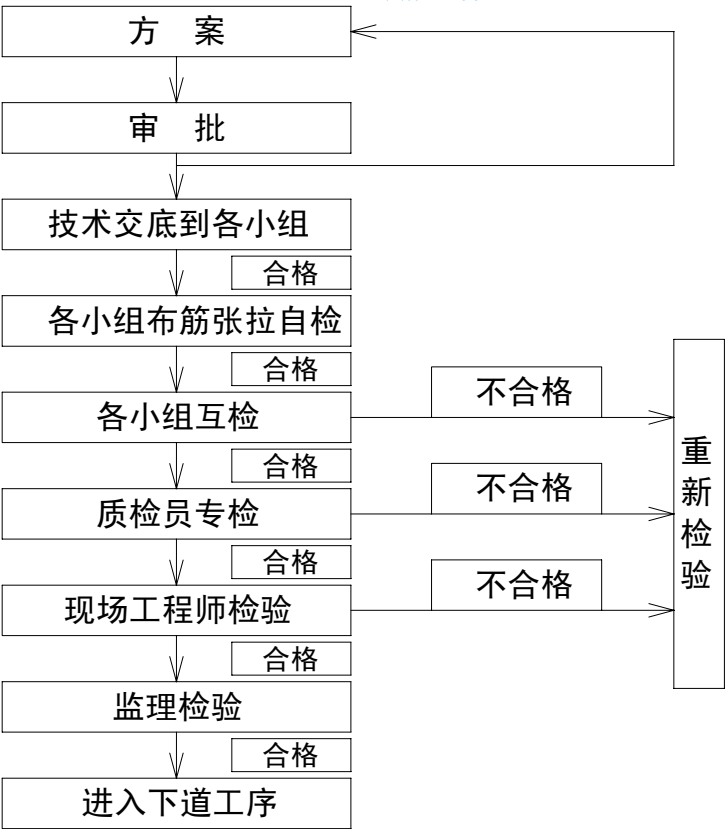 方 案
审 批
技术交底到各小组
合格
各小组布筋张拉自检
合格
不合格
各小组互检
合格
不合格
质检员专检
合格
不合格
现场工程师检验
合格
监理检验
合格
进入下道工序
重新检验